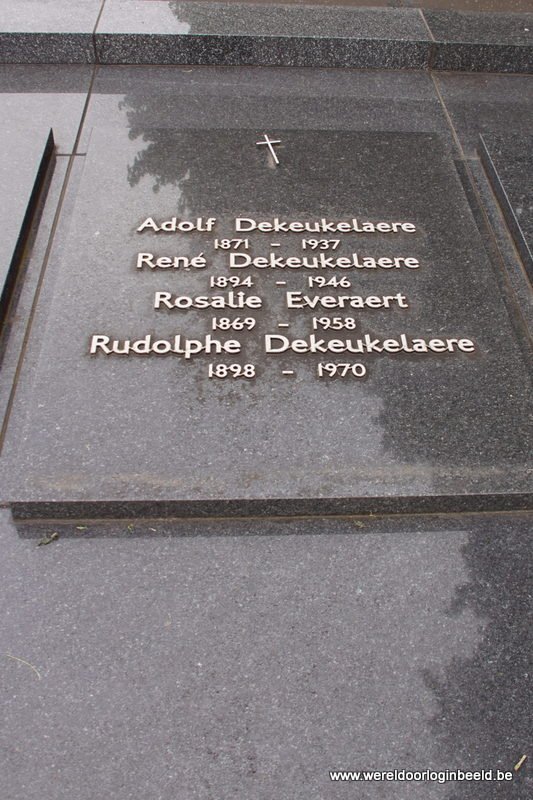 Adolf Dekeukelaere
1871 - 1937
René Dekeukelaere
1894 - 1946
Rosalie Everaert
1869 - 1958
Rudolphe Dekeukelaere
1898 - 1970
www.wereldoorloginbeeld.be